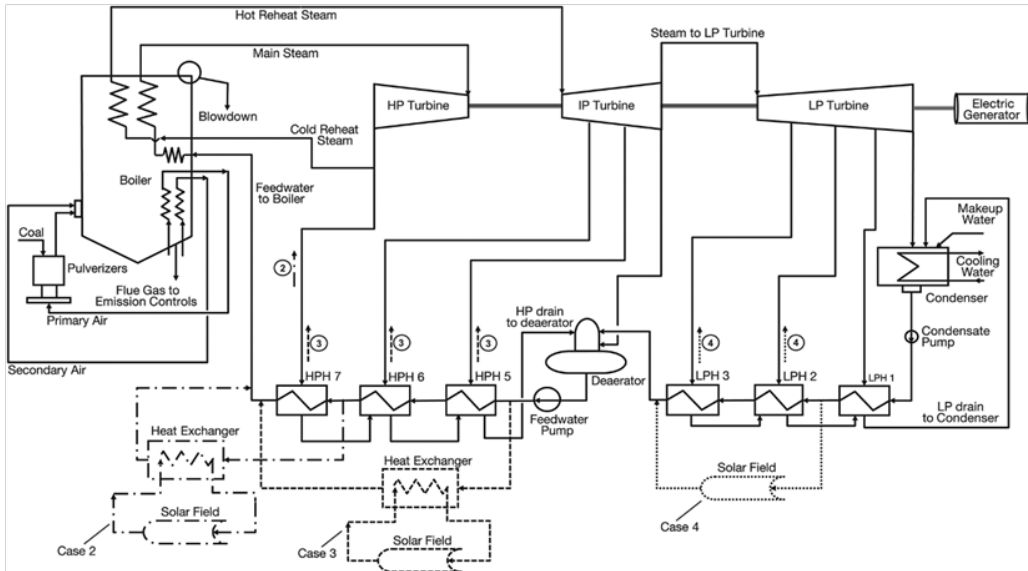 Hot Reheat Steam
Main Steam
Steam to LP Turbine
HP Turbine
IP Turbine
LP Turbine
Electric
Generator
Blowdown
Cold Reheat
Steam
Boiler
Feedwater
to Boiler
Coal
Pulverizers
Flue Gas to
Emission Controls
Primary Air
Secondary Air
Makeup
Water
Cooling
Water
Condenser
Condensate
Pump
2
3
3
3
4
4
HP drain
to deaerator
Deaerator
HPH 7
HPH 6
HPH 5
Feedwater
Pump
LPH 3
LPH 2
LPH 1
LP drain
to Condenser
Heat Exchanger
Solar Field
Case 2
Heat Exchanger
Solar Field
Case 3
Solar Field
Case 4